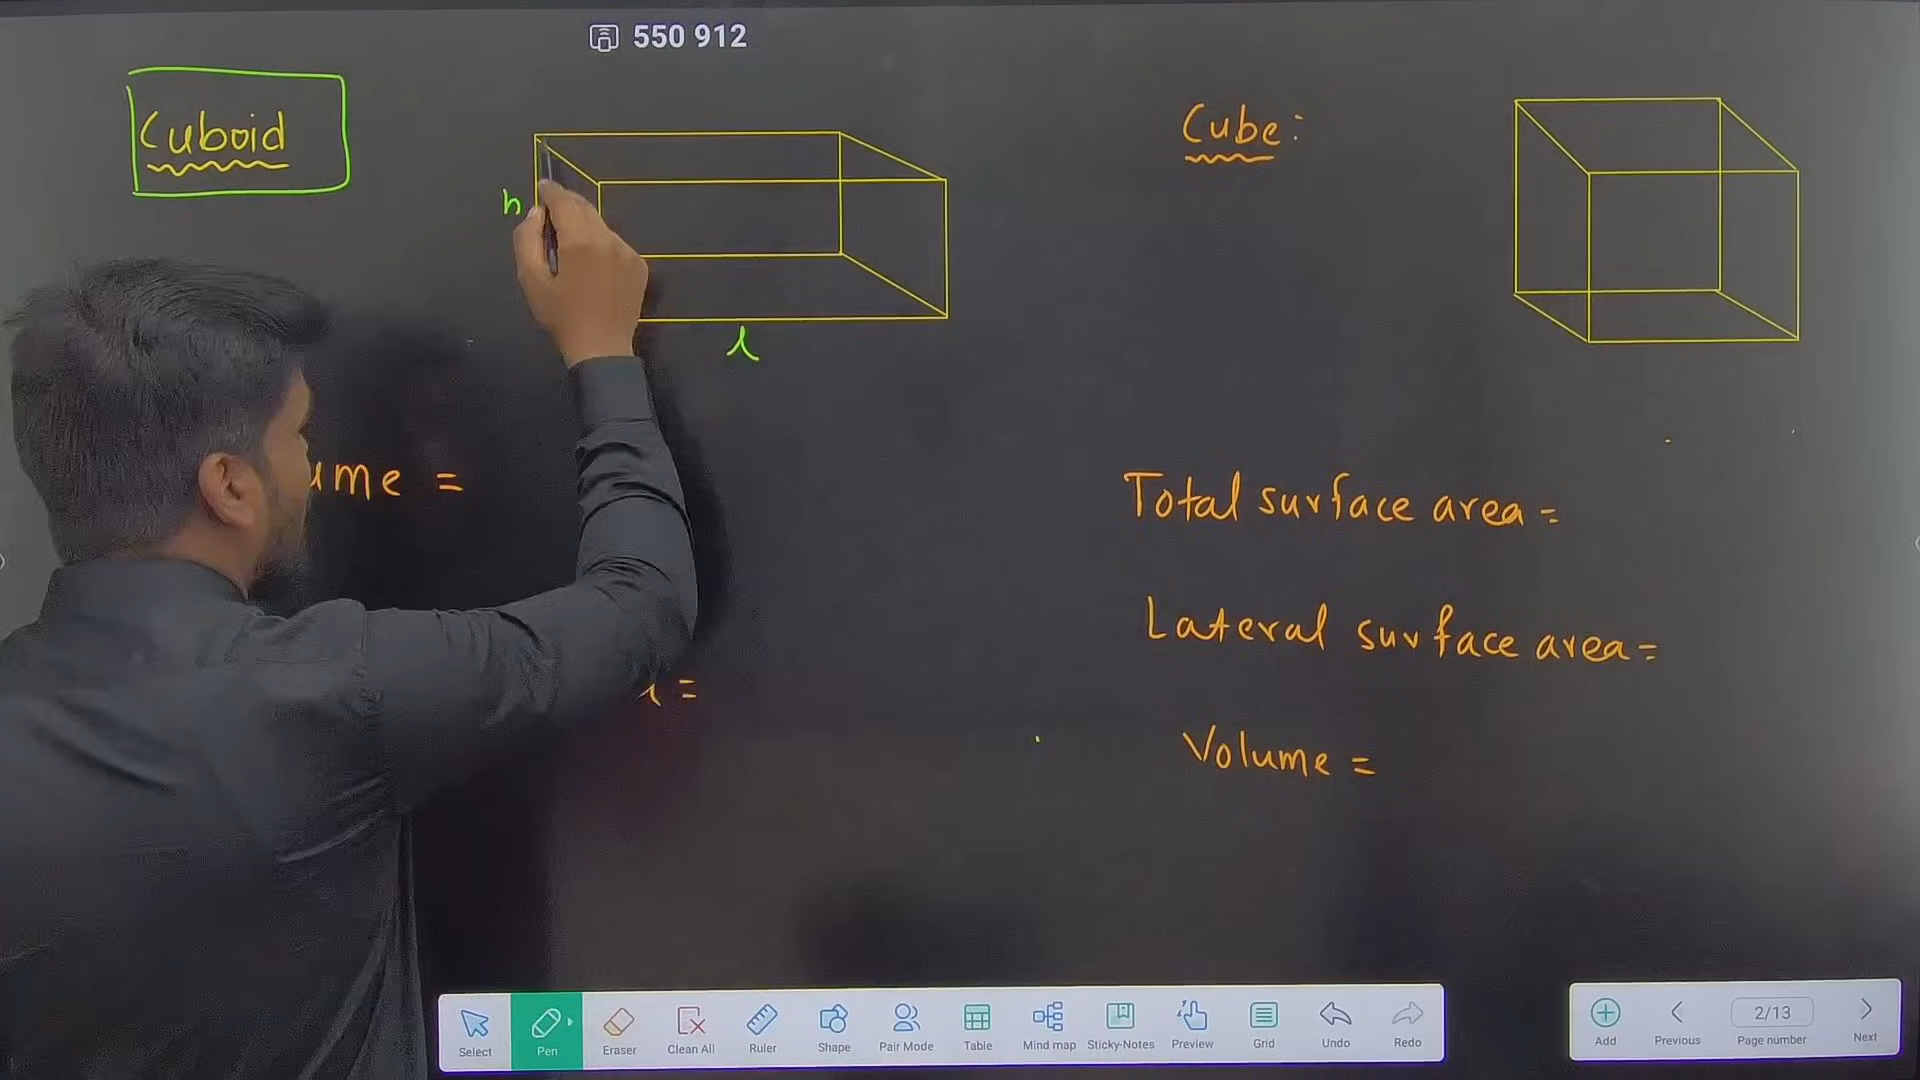 550 912
Cuboid
Cube:
h
l
ume =
Total surface area =
Lateral surface area =
=
Volume =
Select
Pen
Eraser
Clean All
Ruler
Shape
Pair Mode
Table
Mind map
Sticky-Notes
Preview
Grid
Undo
Redo
Add
Previous
2/13
Page number
Next